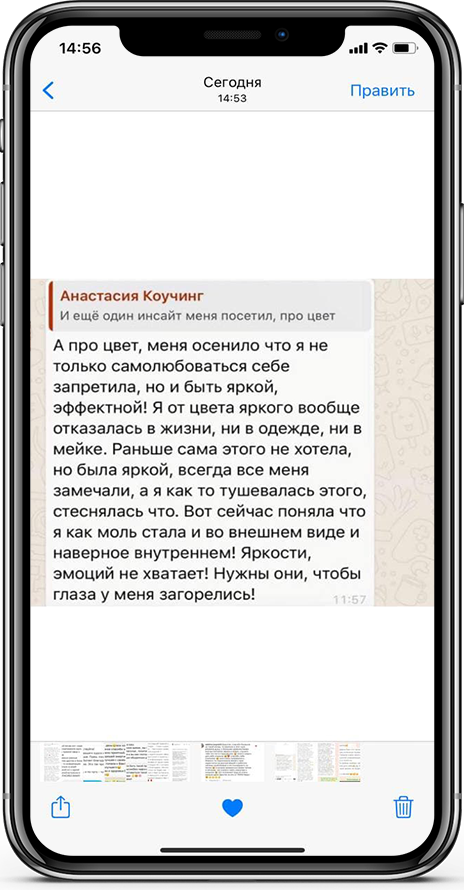 14:56
Сегодня
14:53
Править
Анастасия Коучинг
И ещё один инсайт меня посетил, про цвет
А про цвет, меня осенило что я не
только самолюбоваться себе
запретила, но и быть яркой,
эффектной! Я от цвета яркого вообще
отказалась в жизни, ни в одежде, ни в
мейке. Раньше сама этого не хотела,
но была яркой, всегда все меня
замечали, а я как то тушевалась этого,
стеснялась что. Вот сейчас поняла что
я как моль стала и во внешнем виде и
наверное внутреннем! Яркости,
эмоций не хватает! Нужны они, чтобы
глаза у меня загорелись!
11:57